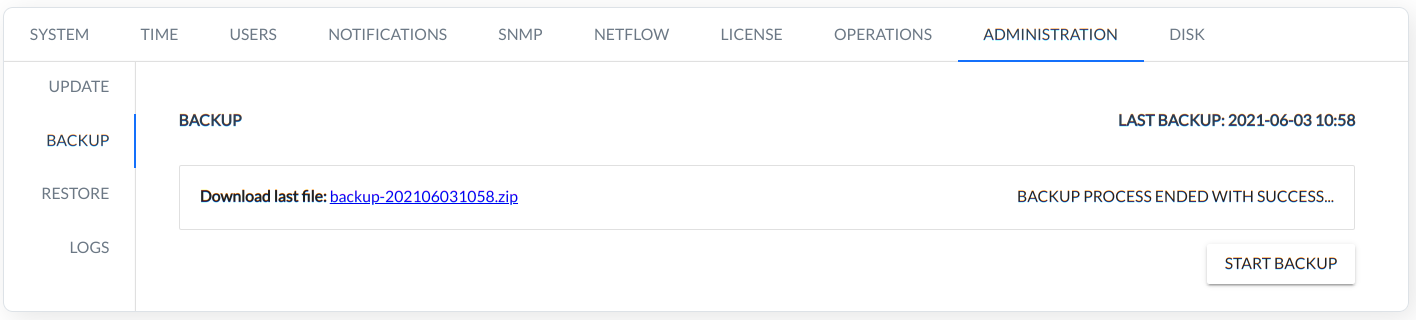 SYSTEM TIME USERS NOTIFICATIONS SNMP NETFLOW LICENSE OPERATIONS ADMINISTRATION DISK
UPDATE
BACKUP
RESTORE
LOGS
BACKUP LAST BACKUP: 2021-06-03 10:58
Download last file: backup-202106031058.zip BACKUP PROCESS ENDED WITH SUCCESS...
START BACKUP